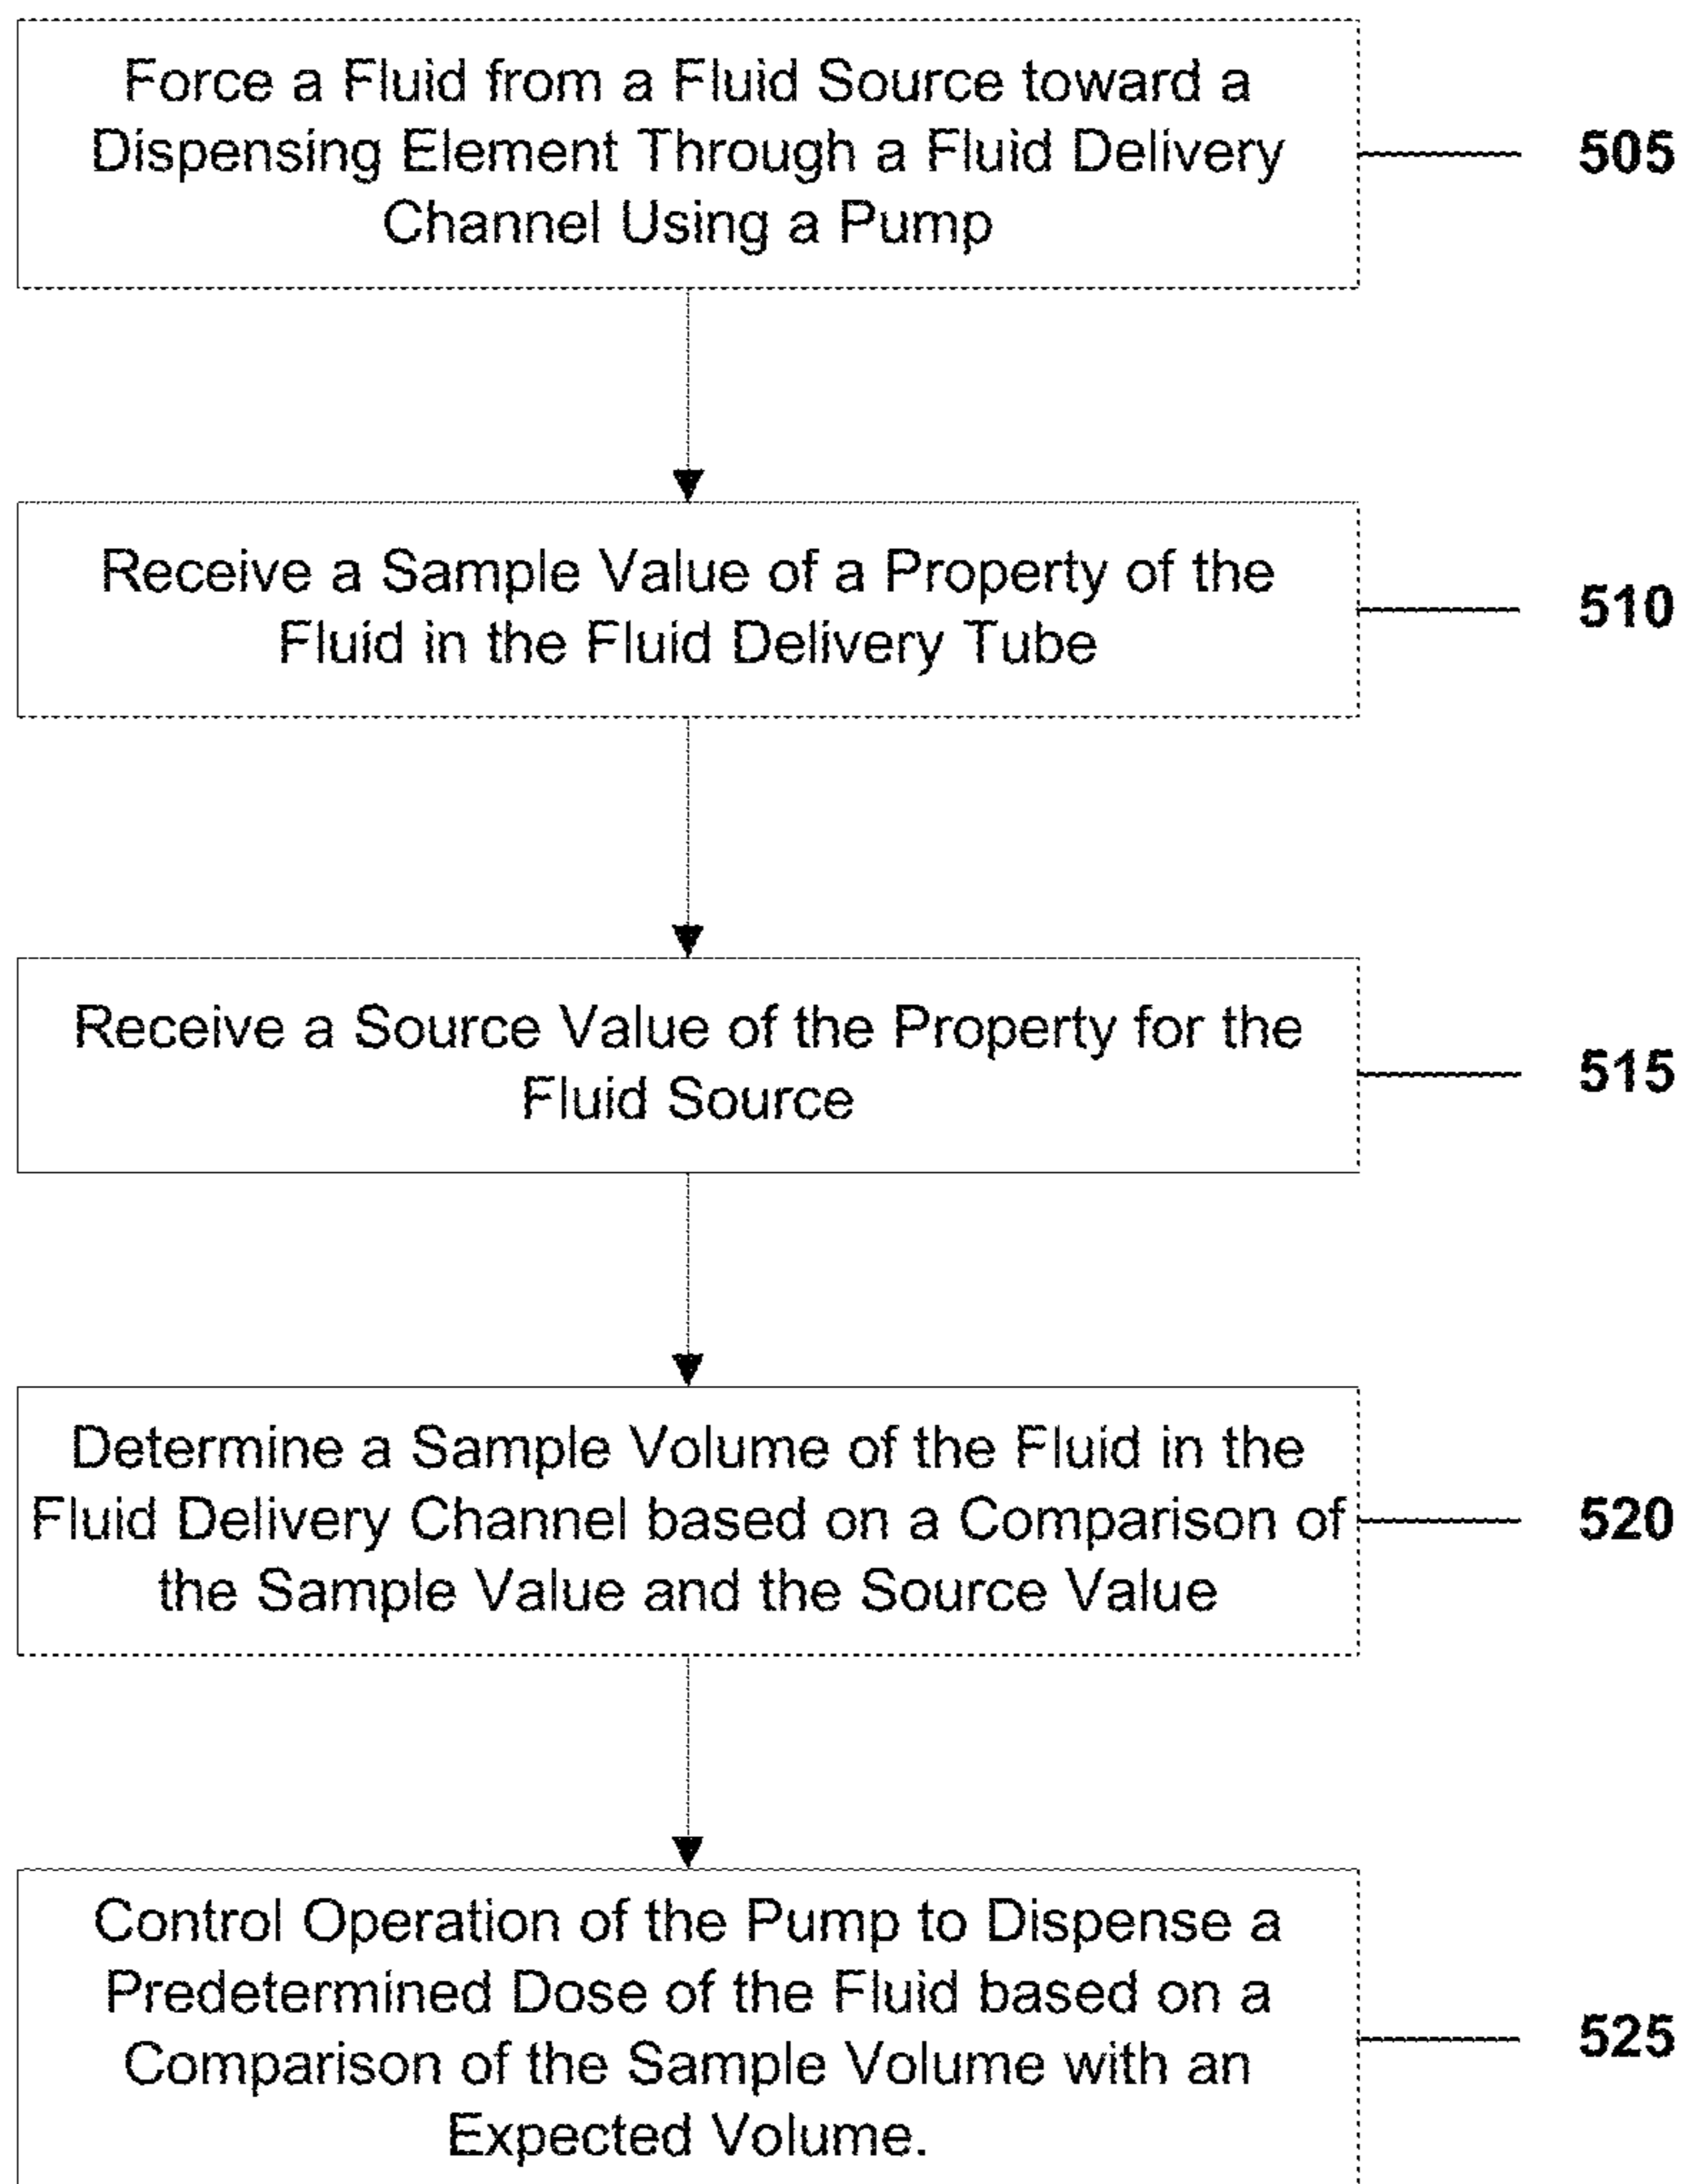 Force a Fluid from a Fluid Source toward a
Dispensing Element Through a Fluid Delivery
Channel Using a Pump
505
Receive a Sample Value of a Property of the
Fluid in the Fluid Delivery Tube
510
Receive a Source Value of the Property for the
Fluid Source
515
Determine a Sample Volume of the Fluid in the
Fluid Delivery Channel based on a Comparison of
the Sample Value and the Source Value
520
Control Operation of the Pump to Dispense a
Predetermined Dose of the Fluid based on a
Comparison of the Sample Volume with an
Expected Volume.
525